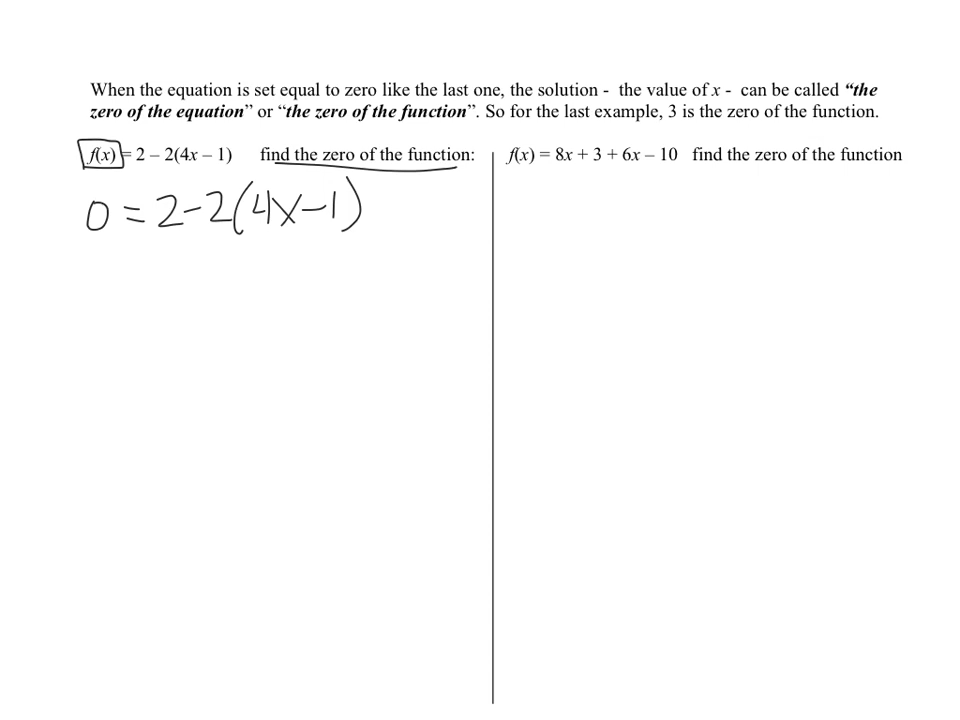 When the equation is set equal to zero like the last one, the solution - the value of x - can be called “the
zero of the equation” or “the zero of the function”. So for the last example, 3 is the zero of the function.
f(x) = 2 – 2(4x – 1) find the zero of the function:
0 = 2-2(4x-1)
f(x) = 8x + 3 + 6x – 10 find the zero of the function